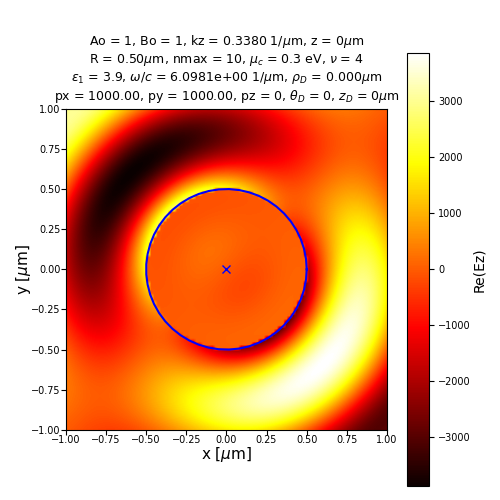 Ao = 1, Bo = 1, kz = 0.3380 1/μm, z = 0μm
R = 0.50μm, nmax = 10, μc = 0.3 eV, ν = 4
ε1 = 3.9, ω/c = 6.0981e+00 1/μm, ρD = 0.000μm
px = 1000.00, py = 1000.00, pz = 0, θD = 0, zD = 0μm
1.00
0.75
0.50
0.25
0.00
−0.25
−0.50
−0.75
−1.00
y [μm]
−1.00 −0.75 −0.50 −0.25 0.00 0.25 0.50 0.75 1.00
x [μm]
3000
2000
1000
0
−1000
−2000
−3000
Re(Ez)